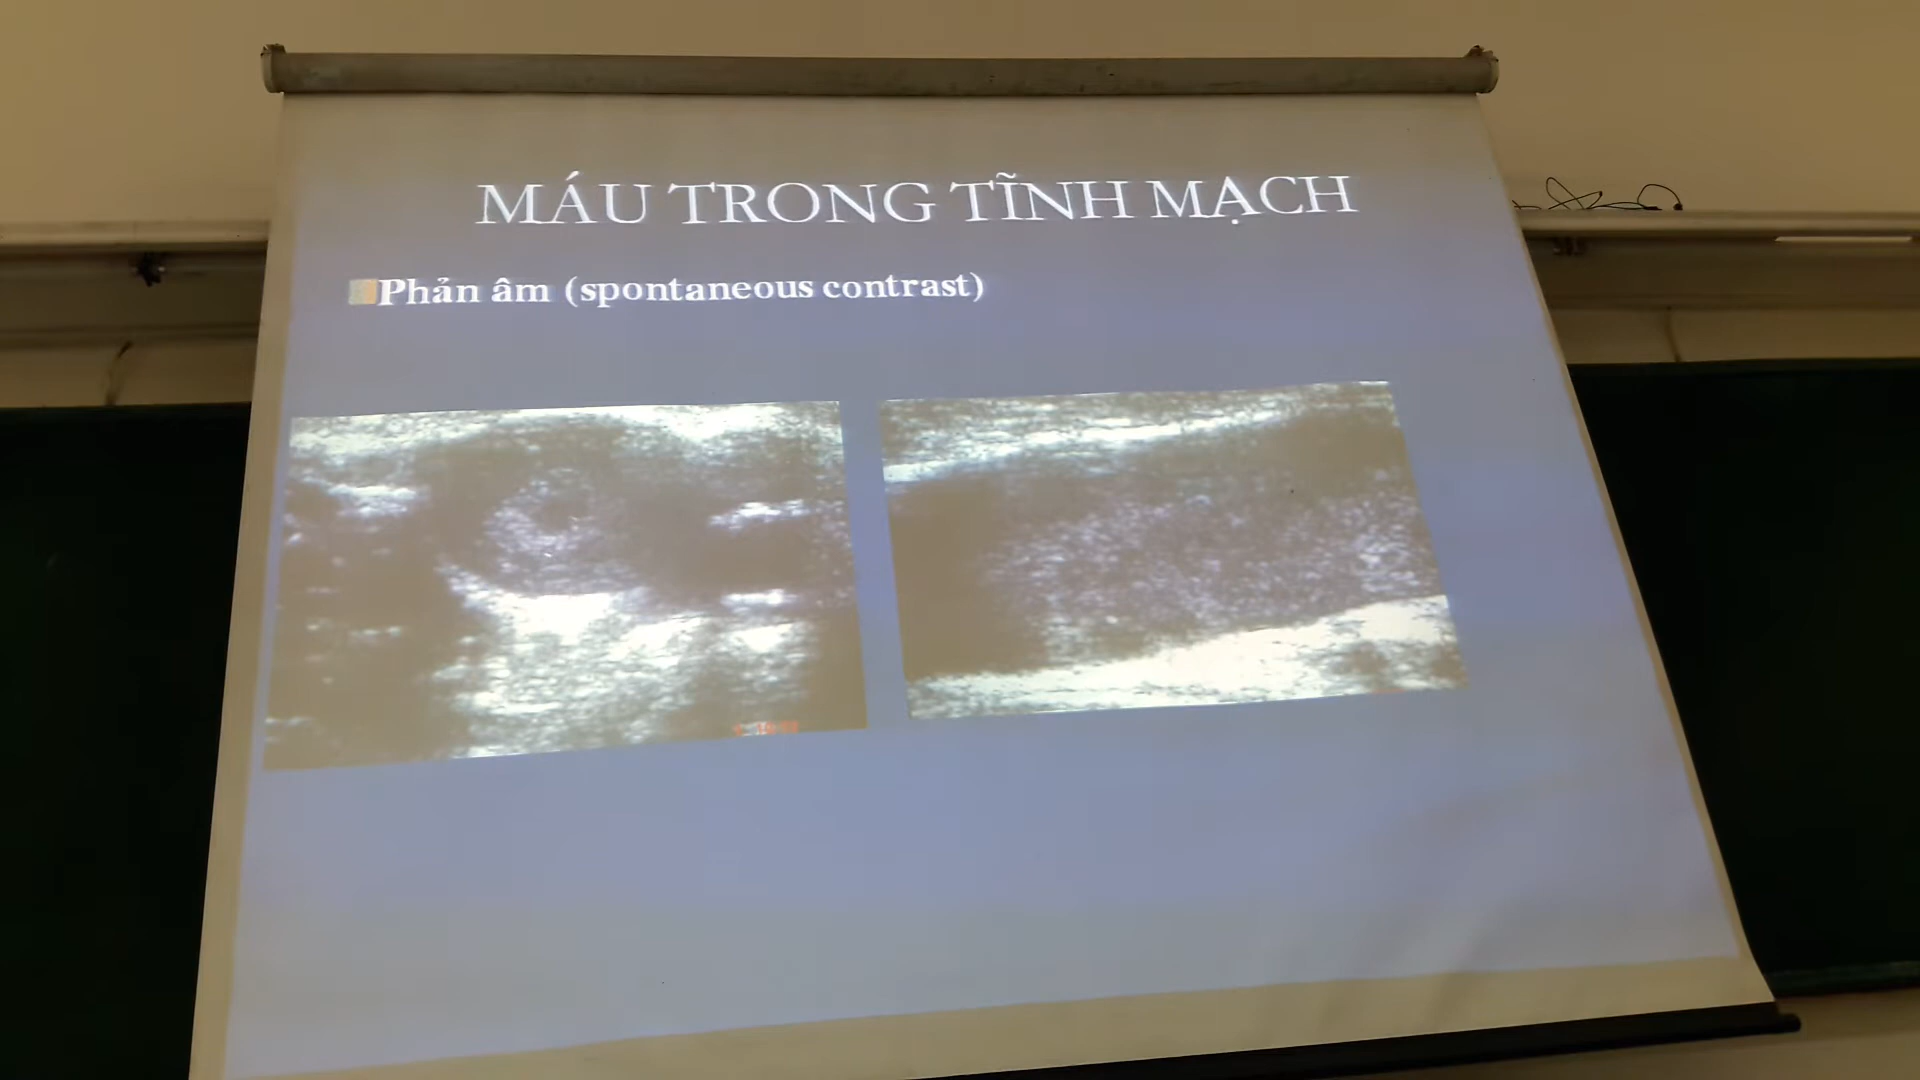 MÁU TRONG TĨNH MẠCH
Phản âm (spontaneous contrast)